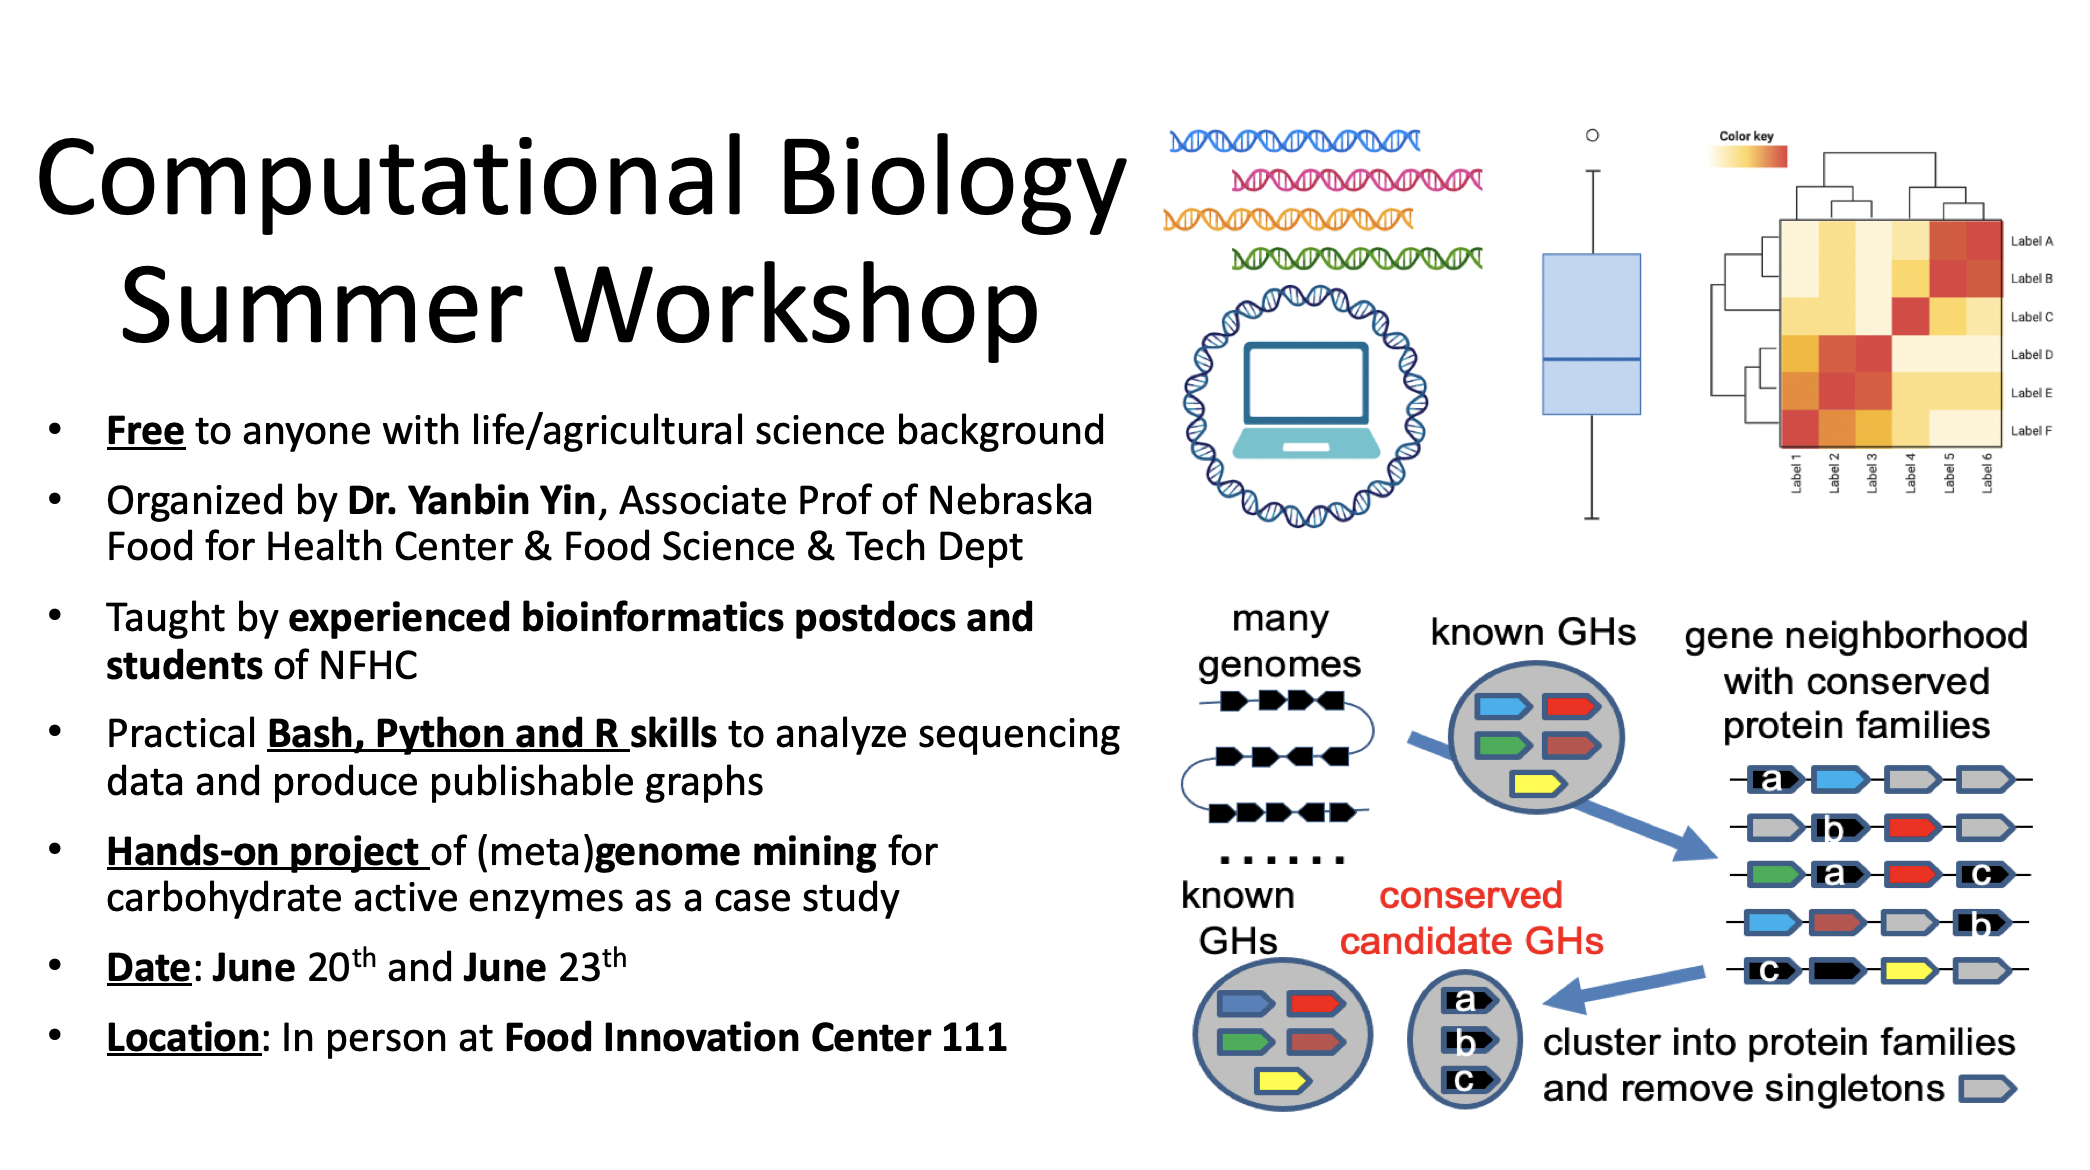 Computational Biology
Summer Workshop
• Free to anyone with life/agricultural science background
• Organized by Dr. Yanbin Yin, Associate Prof of Nebraska
Food for Health Center & Food Science & Tech Dept
• Taught by experienced bioinformatics postdocs and
students of NFHC
• Practical Bash, Python and R skills to analyze sequencing
data and produce publishable graphs
• Hands-on project of (meta)genome mining for
carbohydrate active enzymes as a case study
• Date: June 20th and June 23th
• Location: In person at Food Innovation Center 111
Color key
Label A
Label B
Label C
Label D
Label E
Label F
Label 1
Label 2
Label 3
Label 4
Label 5
Label 6
many
genomes
......
known GHs
gene neighborhood
with conserved
protein families
a
b
a c
b
c
known
GHs
conserved
candidate GHs
a
b
c
cluster into protein families
and remove singletons